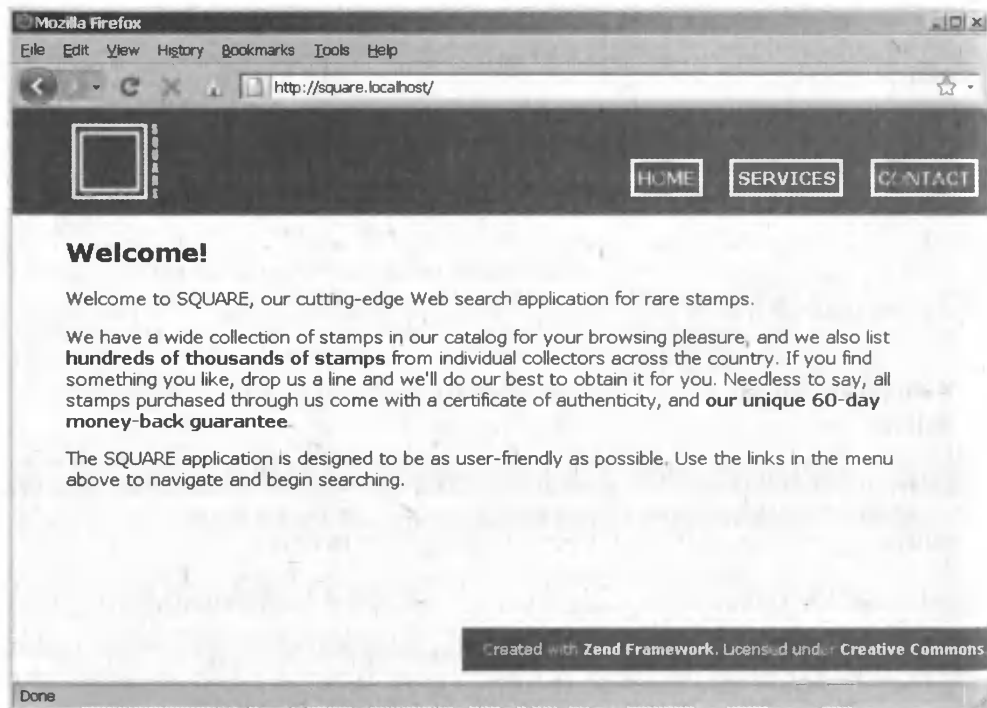 Mozilla Firefox
File Edit View History Bookmarks Tools Help
http://square.localhost/
SQUARE
HOME SERVICES CONTACT
Welcome!
Welcome to SQUARE, our cutting-edge Web search application for rare stamps.
We have a wide collection of stamps in our catalog for your browsing pleasure, and we also list
hundreds of thousands of stamps from individual collectors across the country. If you find
something you like, drop us a line and we'll do our best to obtain it for you. Needless to say, all
stamps purchased through us come with a certificate of authenticity, and our unique 60-day
money-back guarantee.
The SQUARE application is designed to be as user-friendly as possible. Use the links in the menu
above to navigate and begin searching.
Created with Zend Framework. Licensed under Creative Commons.
Done